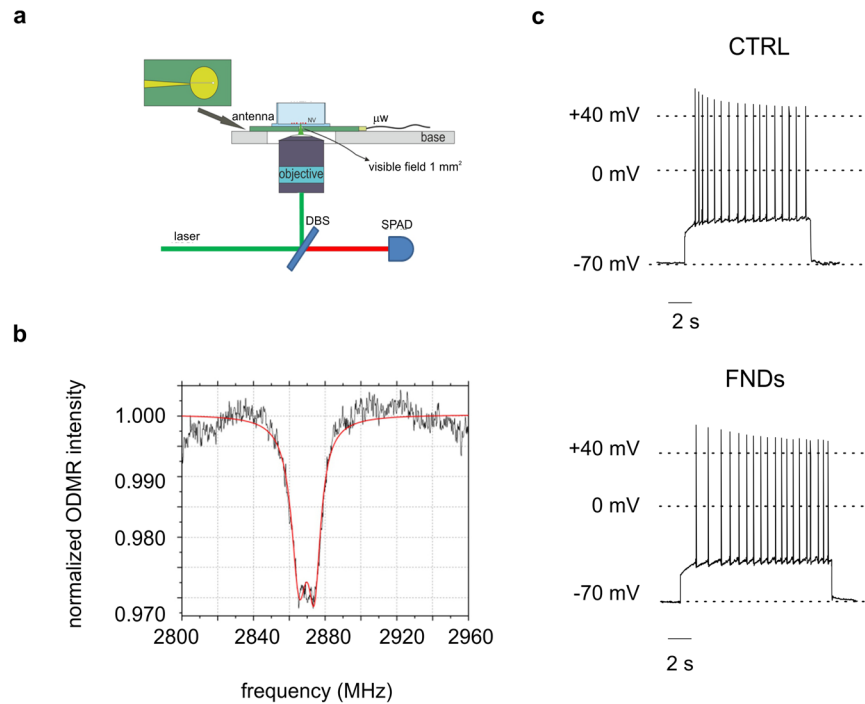 a
antenna
NV
μw
base
visible field 1 mm²
objective
DBS
SPAD
laser
b
normalized ODMR intensity
1.000
0.990
0.980
0.970
2800 2840 2880 2920 2960
frequency (MHz)
c
CTRL
+40 mV
0 mV
-70 mV
2 s
FNDs
+40 mV
0 mV
-70 mV
2 s